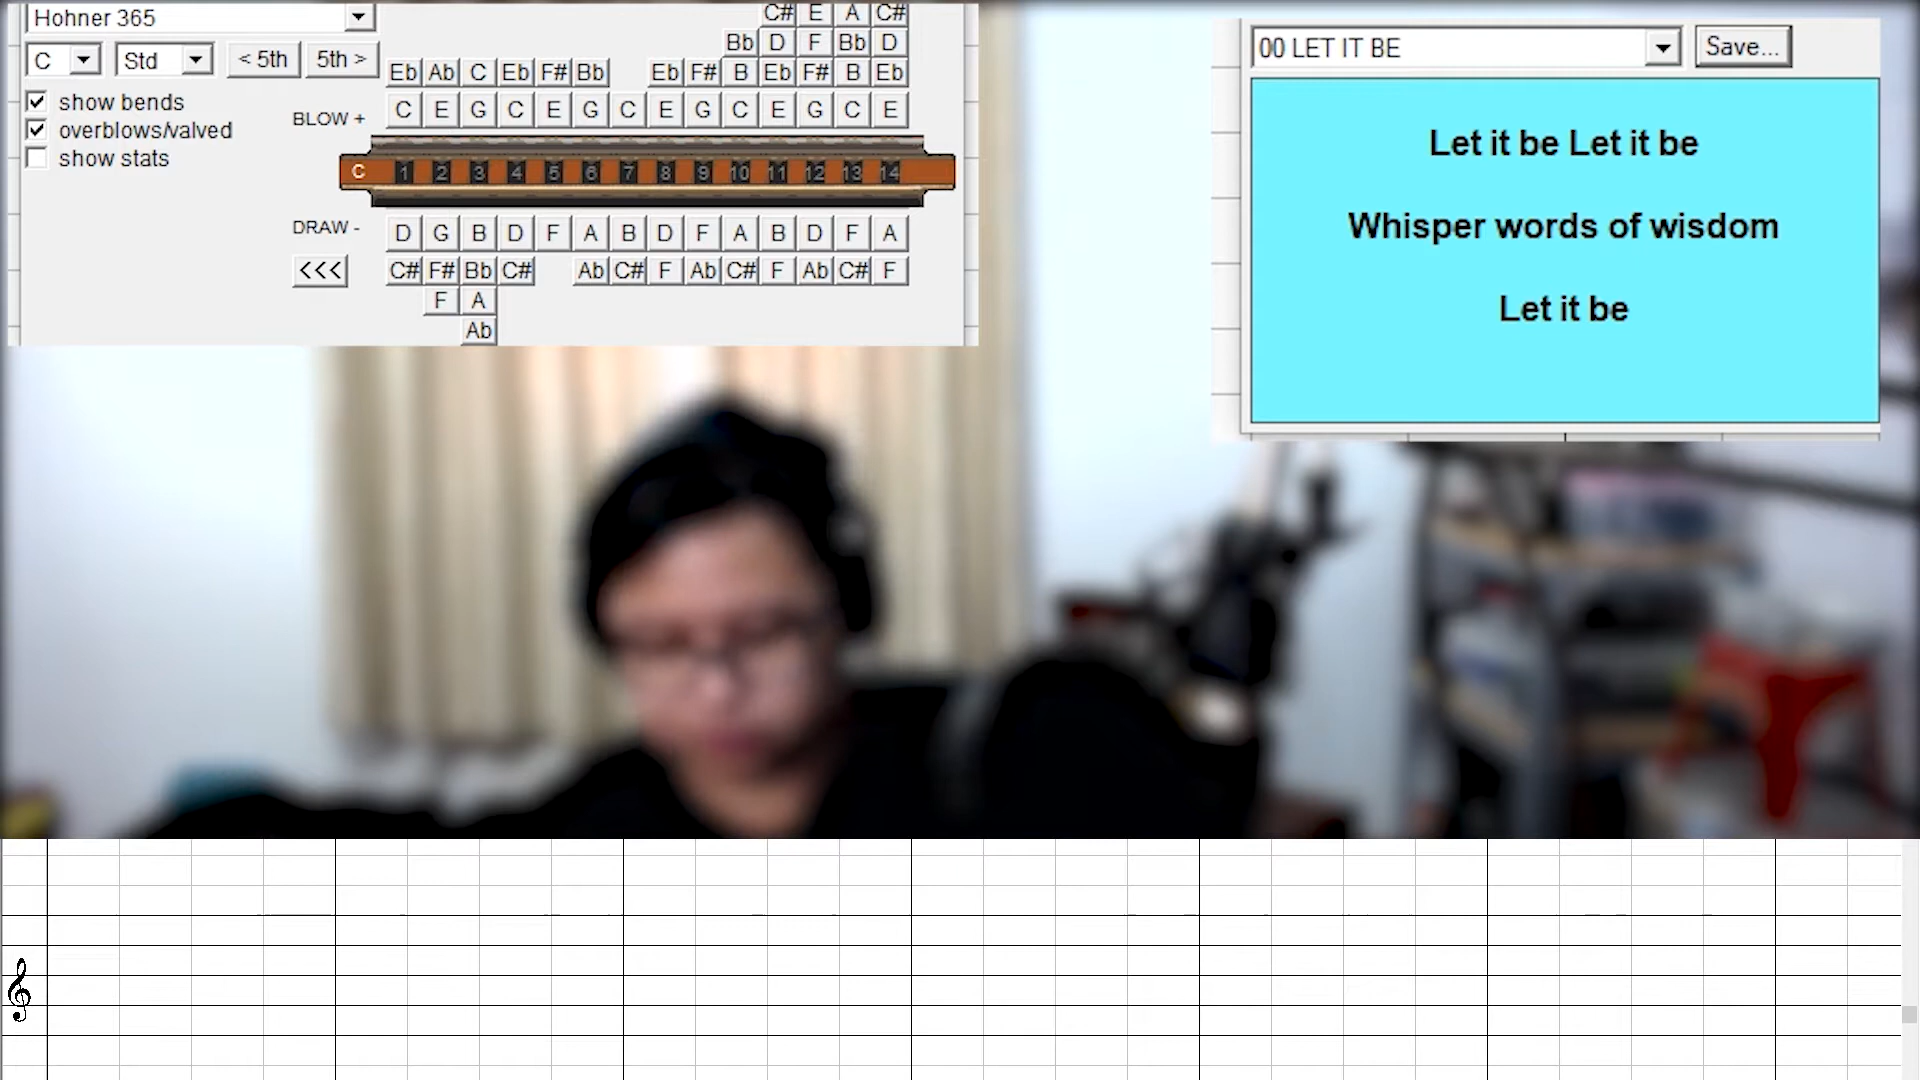 Hohner 365
C Std < 5th 5th >
show bends
overblows/valved
show stats
C# E A C#
Bb D F Bb D
Eb Ab C Eb F# Bb Eb F# B Eb F# B Eb
BLOW + C E G C E G C E G C E G C E
C 1 2 3 4 5 6 7 8 9 10 11 12 13 14
DRAW - D G B D F A B D F A B D F A
<<< C# F# Bb C# Ab C# F Ab C# F Ab C# F
F A
Ab
00 LET IT BE Save...
Let it be Let it be
Whisper words of wisdom
Let it be